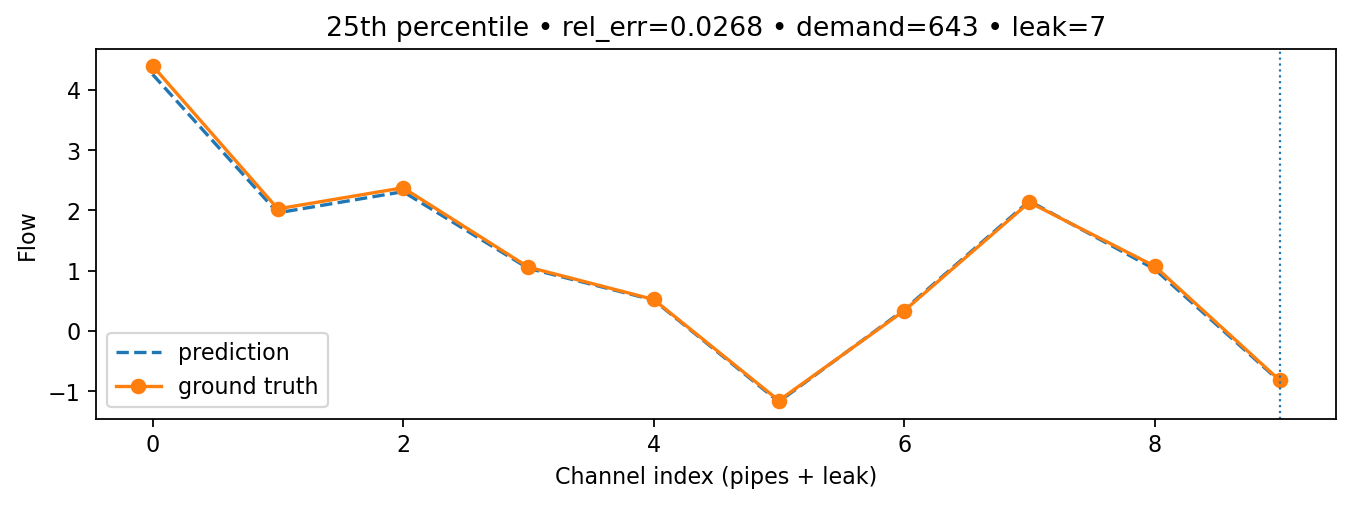 25th percentile • rel_err=0.0268 • demand=643 • leak=7
Flow
4
3
2
1
0
−1
prediction
ground truth
0
2
4
6
8
Channel index (pipes + leak)